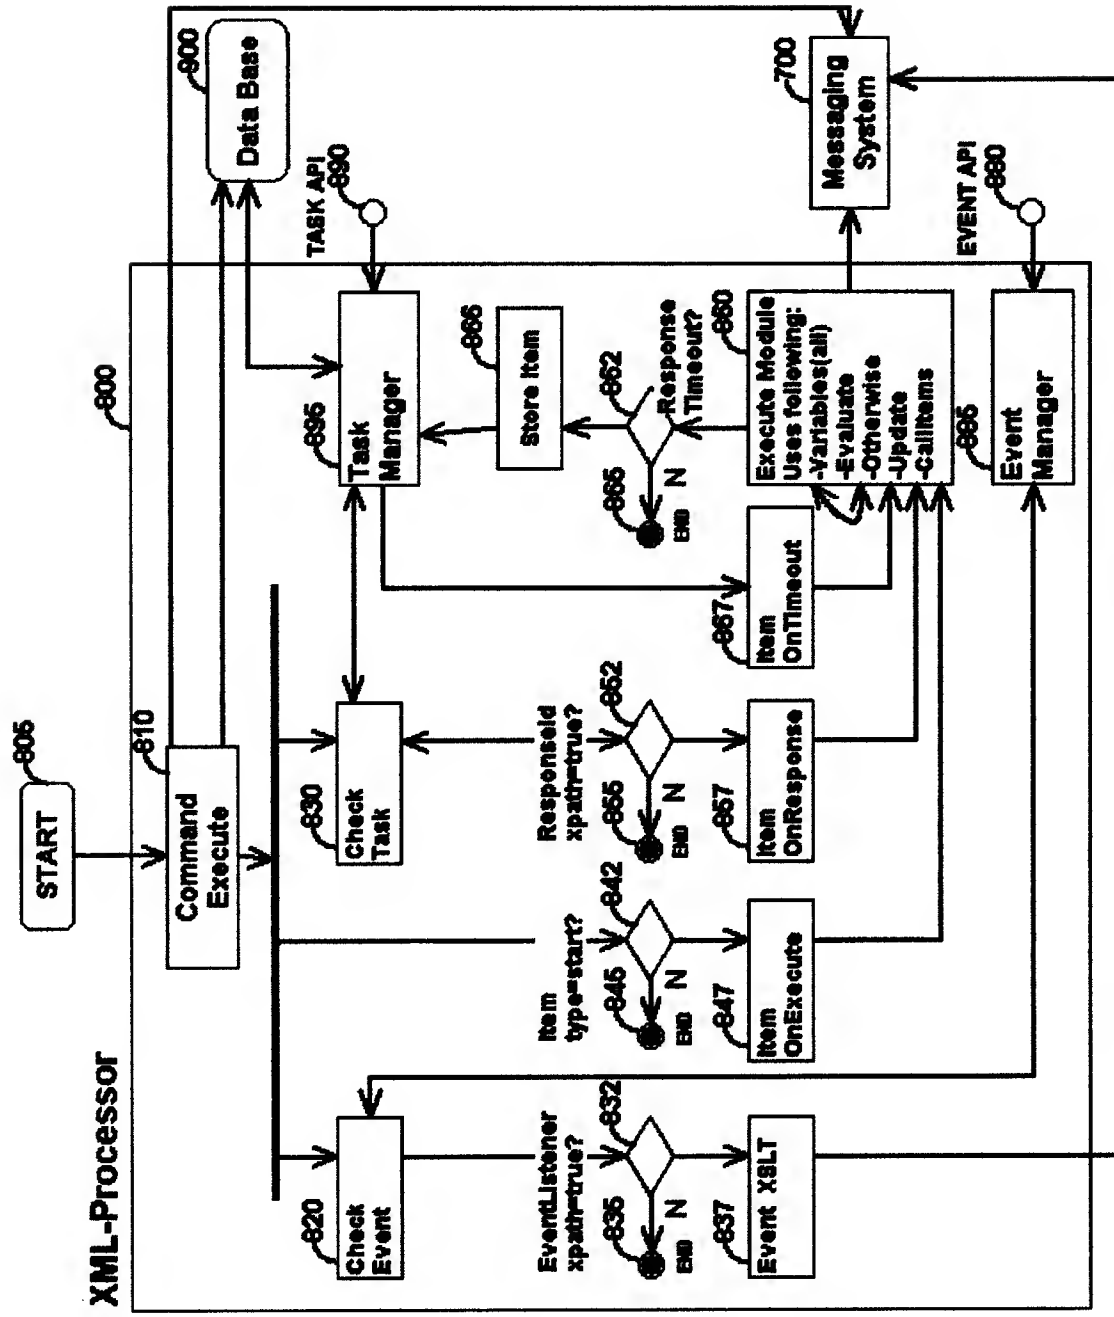 XML-Processor
START
805
800
Command
Execute
810
Data Base
900
Check
Event
820
Check
Task
830
Task
Manager
895
TASK API
890
EventListener
xpath=true?
832
835
END
N
Event XSLT
837
Item
type=start?
842
845
END
N
Item
OnExecute
847
ResponseId
xpath=true?
852
855
END
N
Item
OnResponse
857
Item
OnTimeout
867
Store Item
866
Response
Timeout?
862
865
END
N
Execute Module
Uses following:
-Variables(all)
-Evaluate
-Otherwise
-Update
-CallItems
860
Event
Manager
885
EVENT API
880
Messaging
System
700